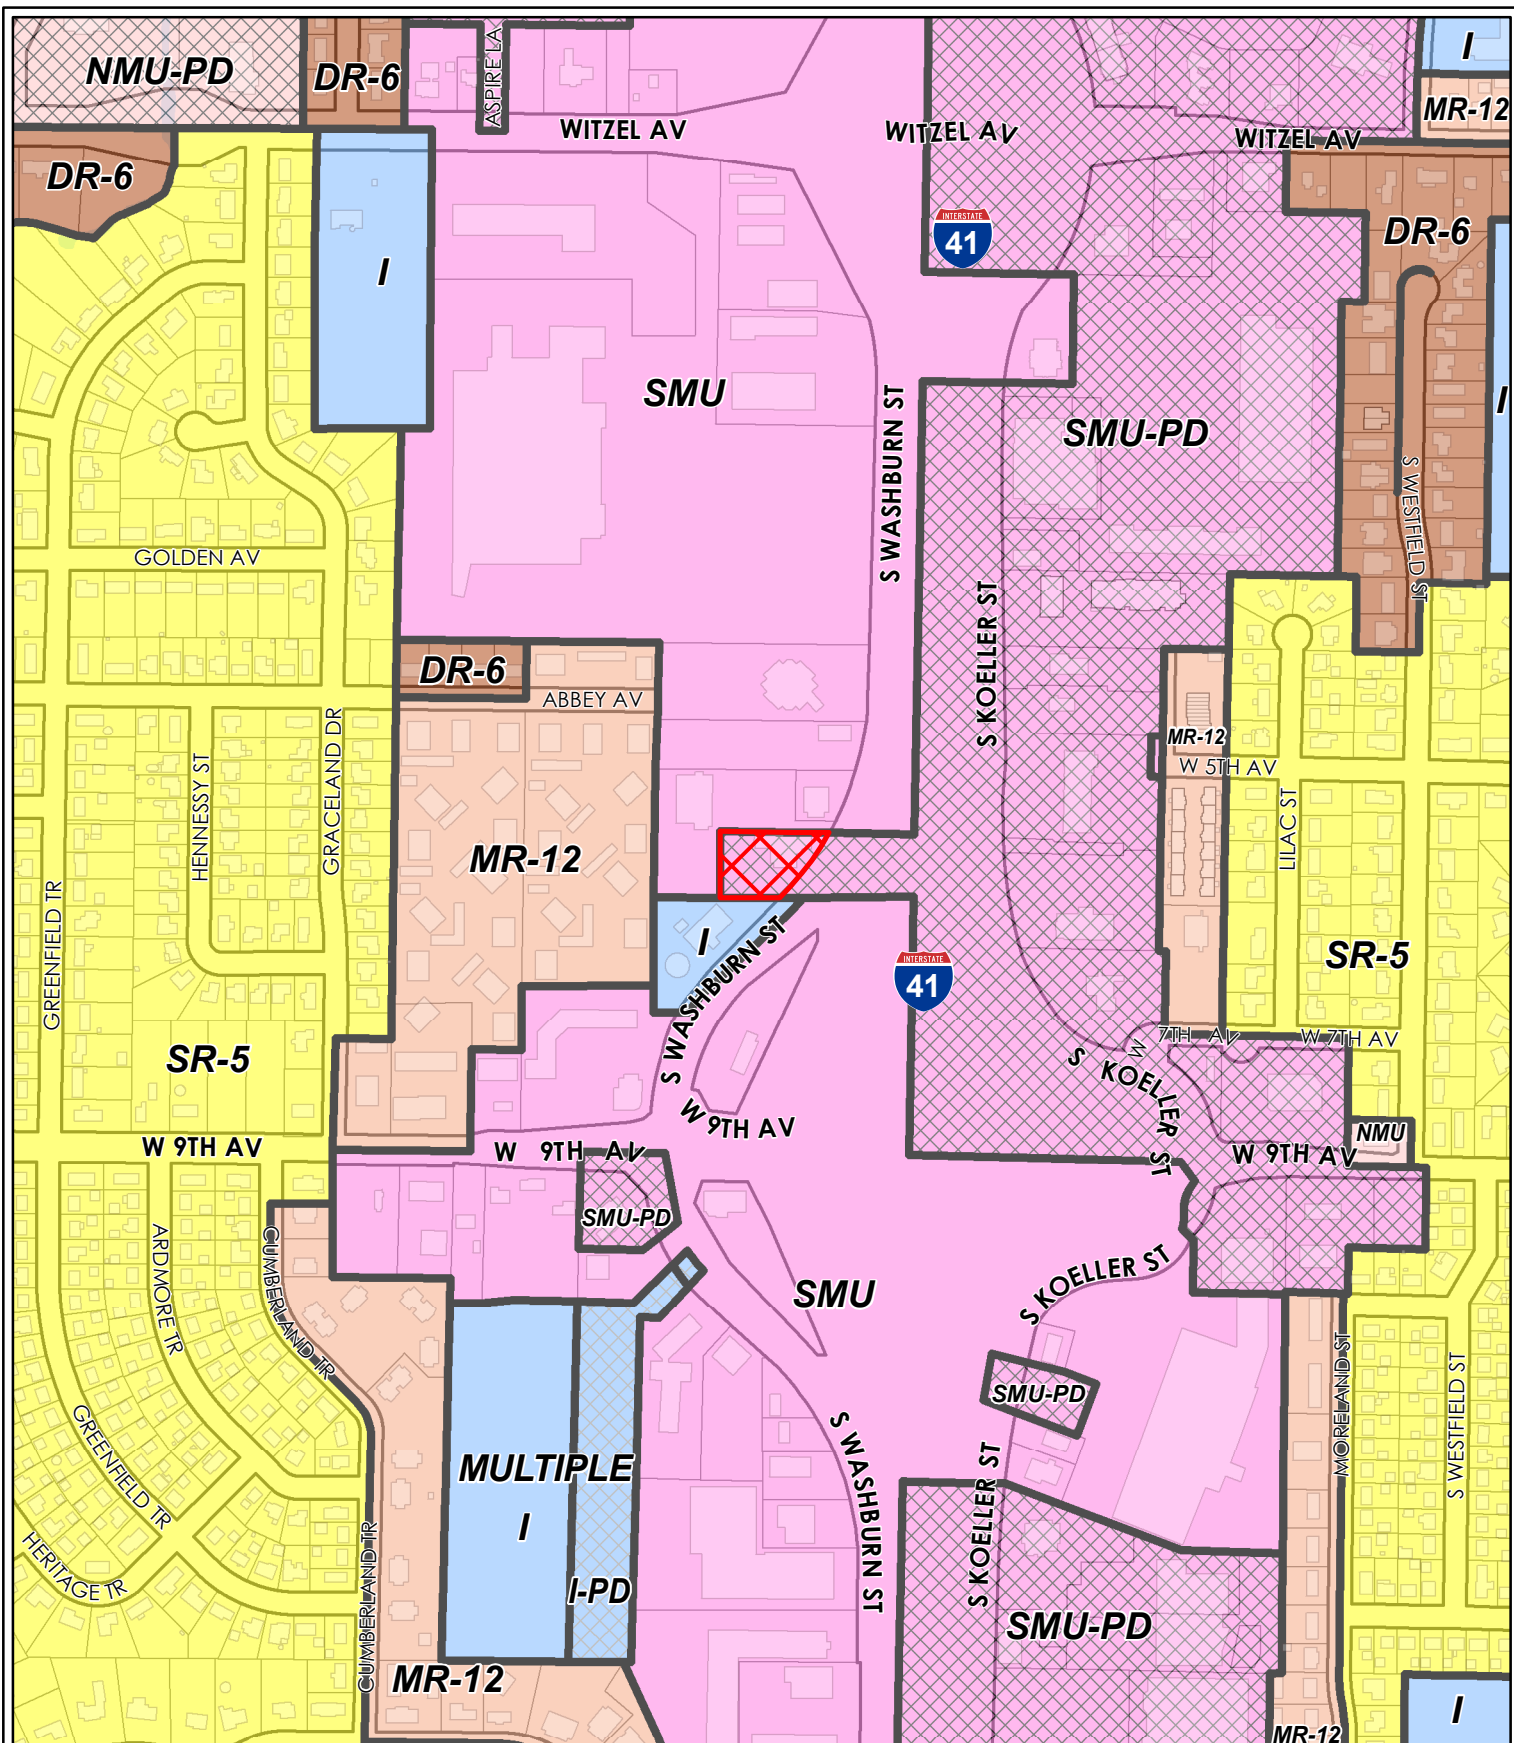 I
NMU-PD
DR-6
ASPIRE LA
MR-12
WITZEL AV
WITZEL AV
WITZEL AV
DR-6
INTERSTATE
41
DR-6
I
SMU
S WASHBURN ST
SMU-PD
I
S WESTFIELD ST
GOLDEN AV
S KOELLER ST
DR-6
ABBEY AV
HENNESSY ST
GRACELAND DR
MR-12
W 5TH AV
LILAC ST
MR-12
GREENFIELD TR
I
S WASHBURN ST
INTERSTATE
41
SR-5
SR-5
S KOELLER ST
W 7TH AV
W 7TH AV
W 9TH AV
W 9TH AV
W 9TH AV
W 9TH AV
NMU
SMU-PD
ARDMORE TR
CUMBERLAND TR
SMU
S KOELLER ST
SMU-PD
MORELAND ST
S WESTFIELD ST
GREENFIELD TR
S WASHBURN ST
S KOELLER ST
MULTIPLE
I
I-PD
HERITAGE TR
CUMBERLAND TR
SMU-PD
MR-12
I
MR-12